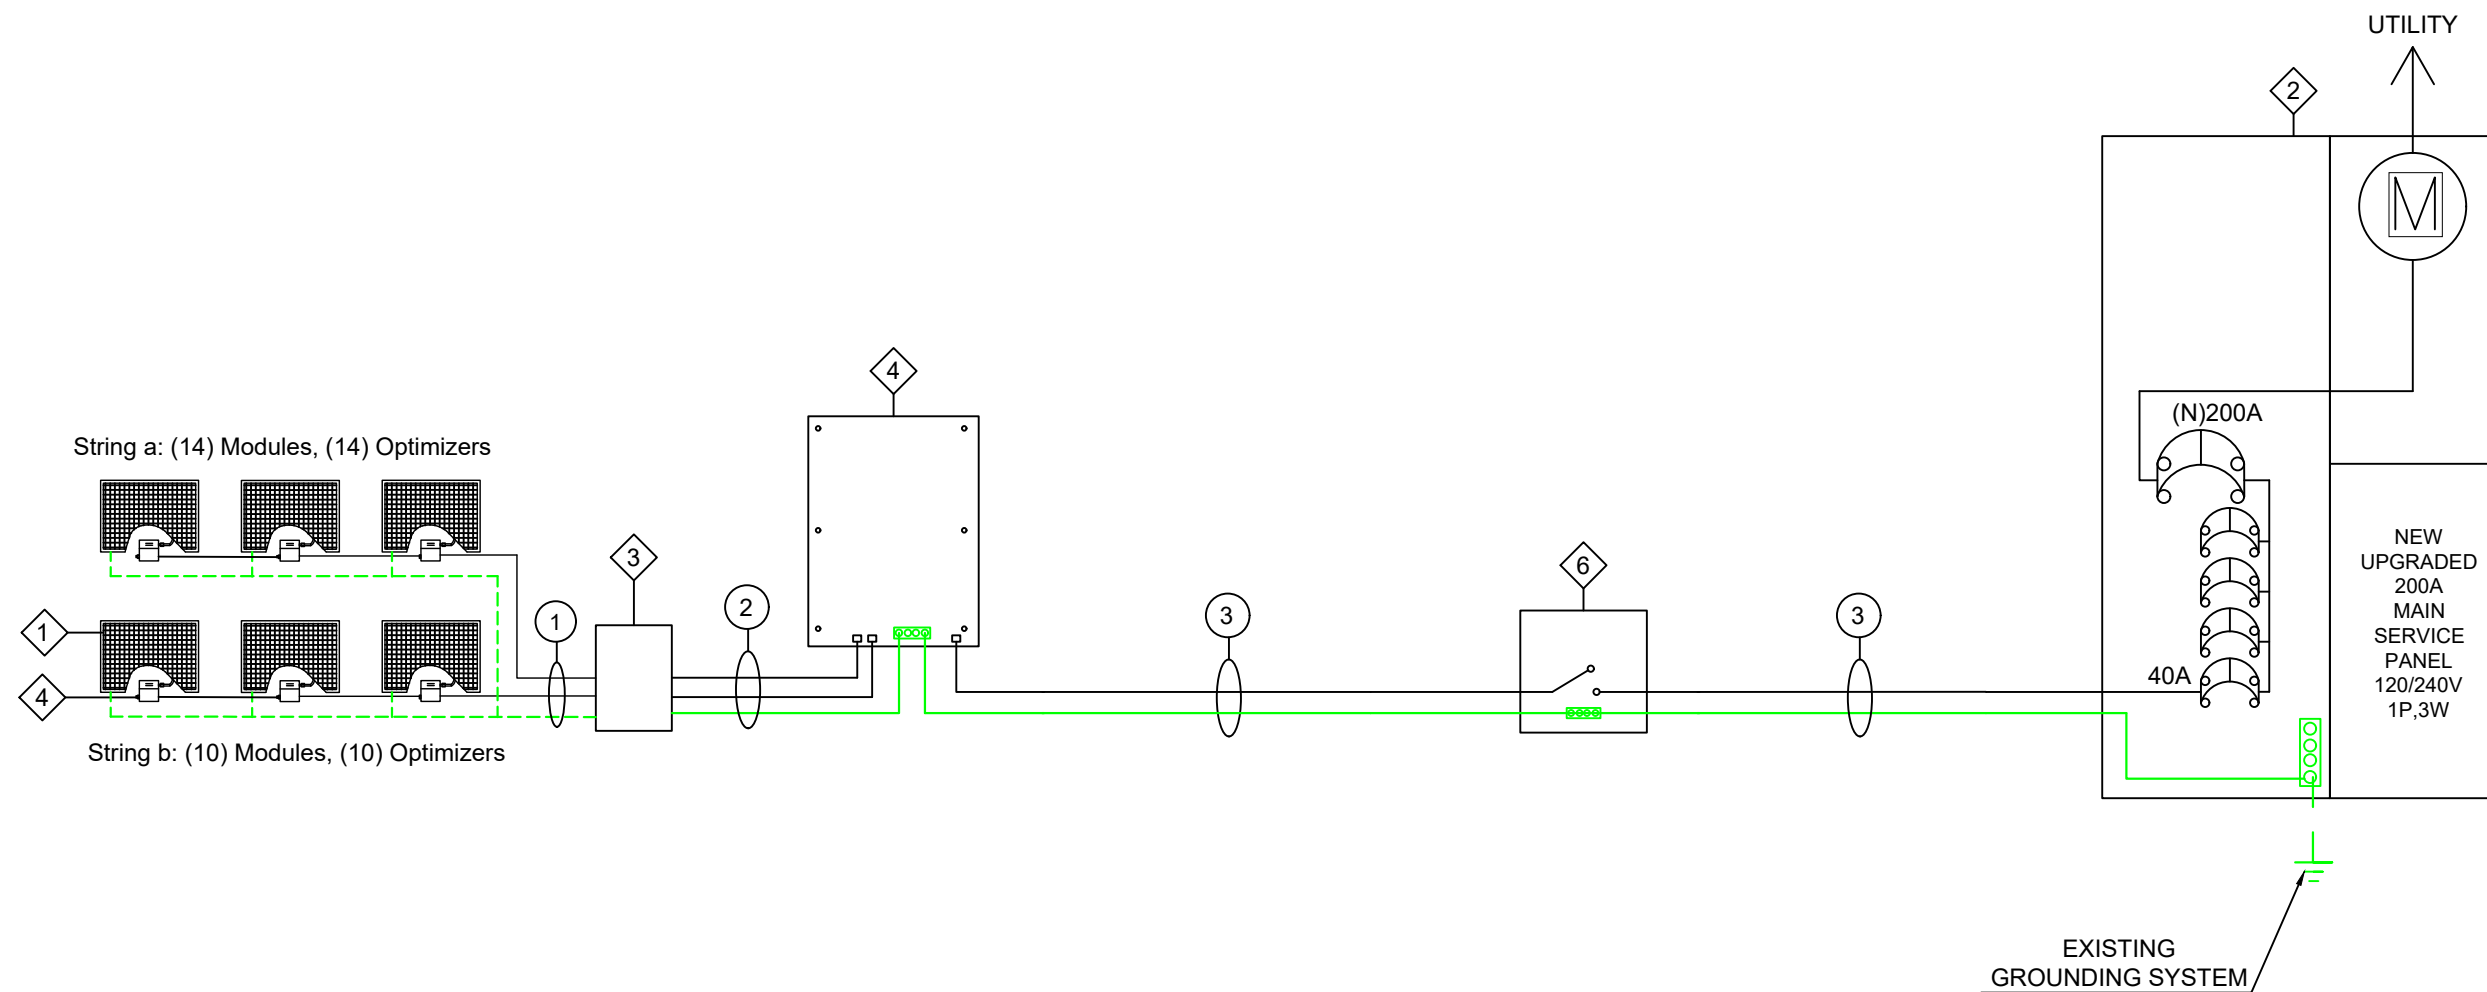 UTILITY
2
M
4
(N)200A
String a: (14) Modules, (14) Optimizers
3
6
NEW
UPGRADED
200A
MAIN
SERVICE
PANEL
120/240V
1P,3W
1
1
2
3
3
40A
4
String b: (10) Modules, (10) Optimizers
EXISTING
GROUNDING SYSTEM